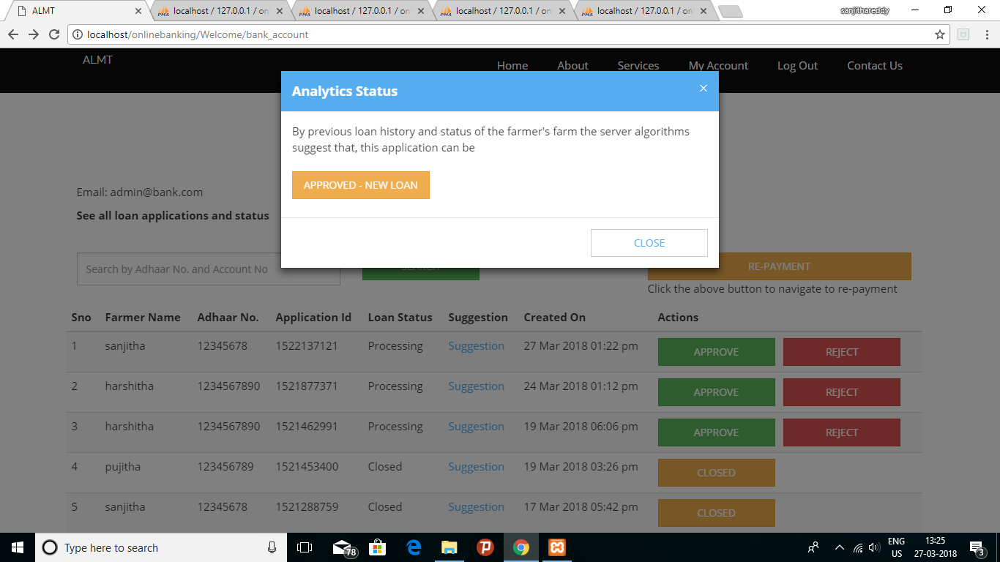 ALMT
localhost / 127.0.0.1 / on
localhost / 127.0.0.1 / on
localhost / 127.0.0.1 / on
localhost / 127.0.0.1 / on
sanjithareddy
localhost/onlinebanking/Welcome/bank_account
ALMT
Home About Services My Account Log Out Contact Us
Analytics Status
By previous loan history and status of the farmer's farm the server algorithms
suggest that, this application can be
APPROVED - NEW LOAN
CLOSE
Email: admin@bank.com
See all loan applications and status
Search by Adhaar No. and Account No
SEARCH
RE-PAYMENT
Click the above button to navigate to re-payment
Sno Farmer Name Adhaar No. Application Id Loan Status Suggestion Created On Actions
1 sanjitha 12345678 1522137121 Processing Suggestion 27 Mar 2018 01:22 pm APPROVE REJECT
2 harshitha 1234567890 1521877371 Processing Suggestion 24 Mar 2018 01:12 pm APPROVE REJECT
3 harshitha 1234567890 1521462991 Processing Suggestion 19 Mar 2018 06:06 pm APPROVE REJECT
4 pujitha 123456789 1521453400 Closed Suggestion 19 Mar 2018 03:26 pm CLOSED
5 sanjitha 12345678 1521288759 Closed Suggestion 17 Mar 2018 05:42 pm CLOSED
Type here to search
78
ENG
US
13:25
27-03-2018
3